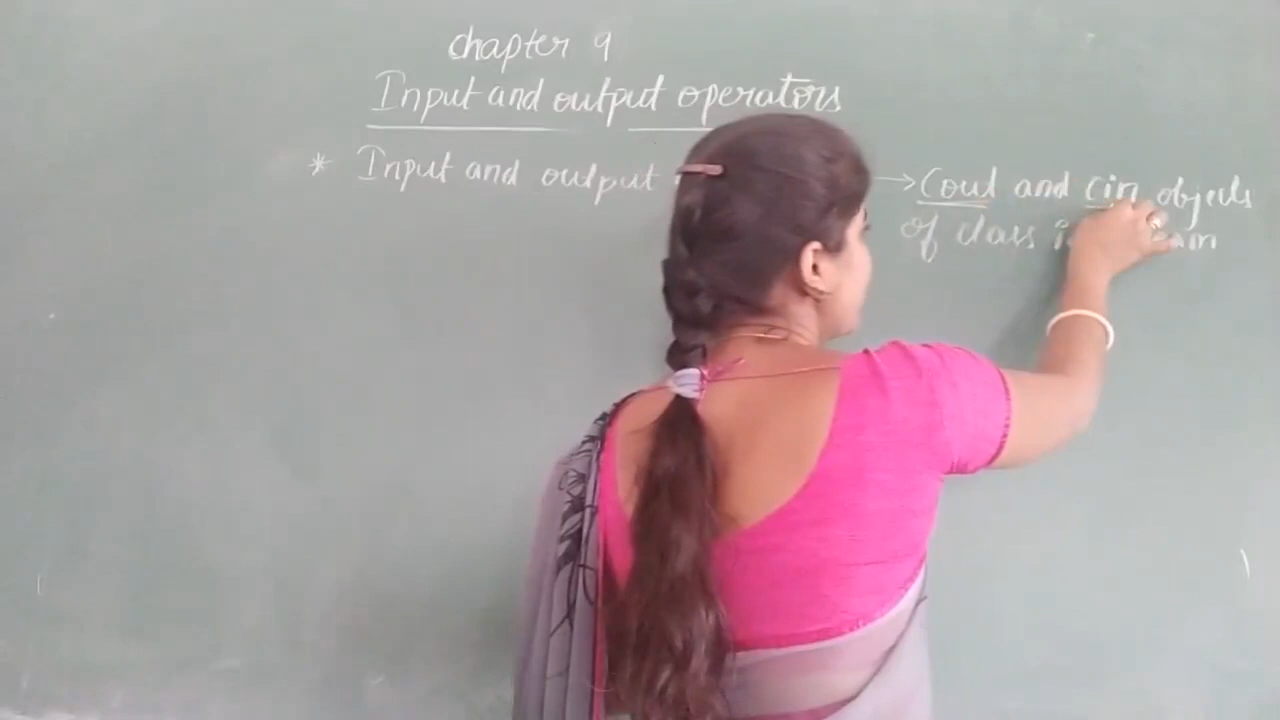 chapter 9
Input and output operators
* Input and output → Cout and cin objects
of class